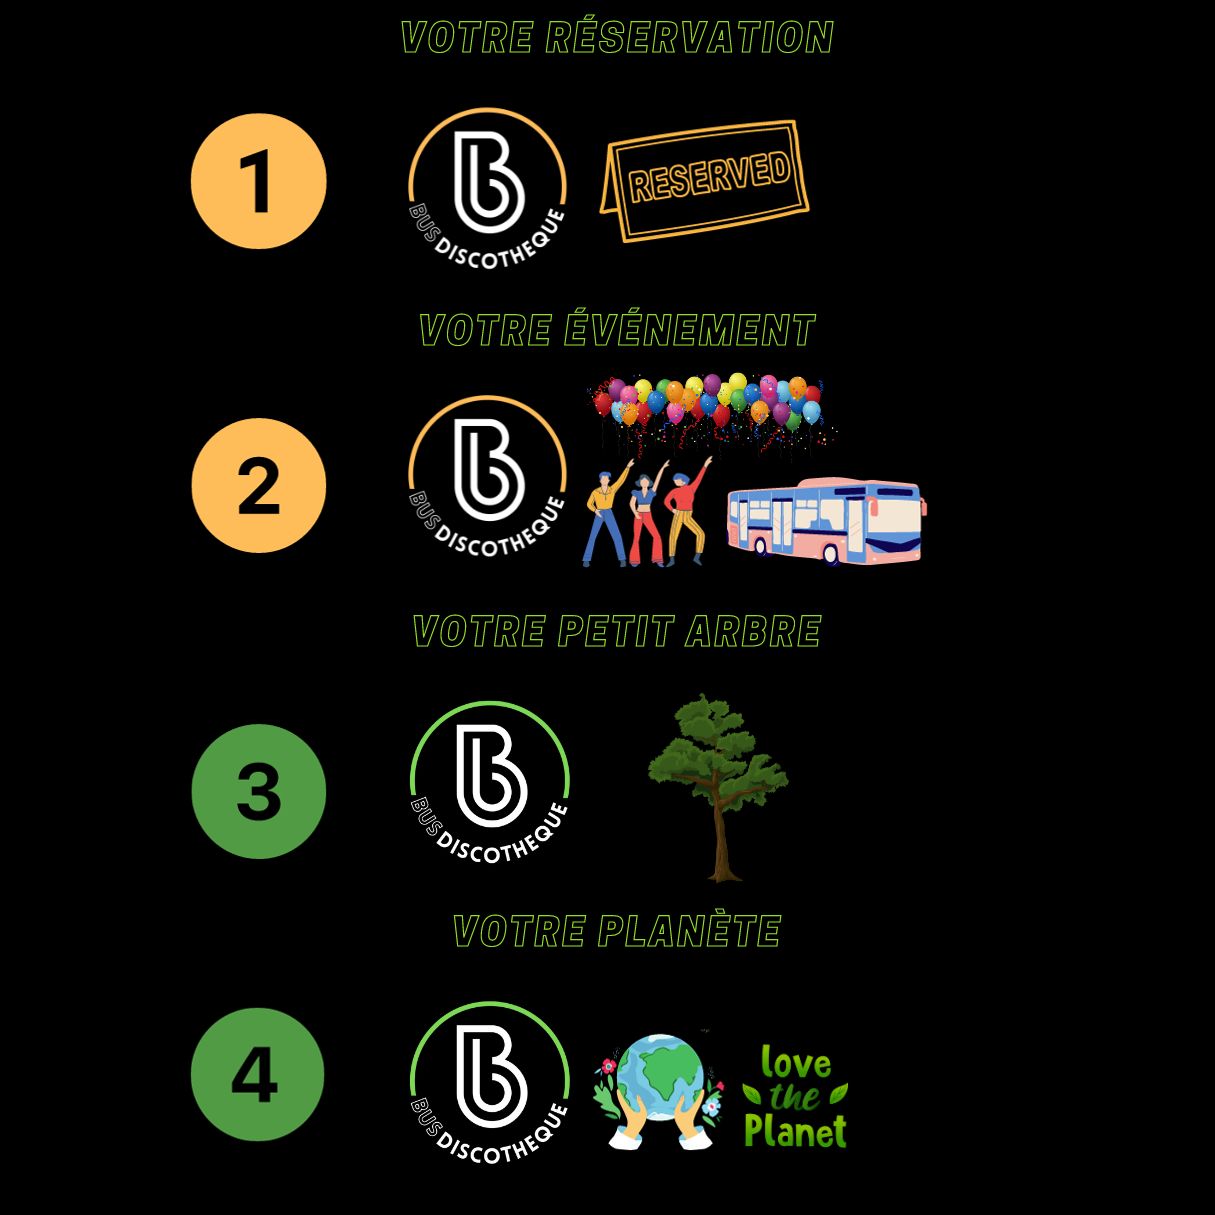 VOTRE RÉSERVATION
1
B
BUS DISCOTHEQUE
RESERVED
VOTRE ÉVÉNEMENT
2
B
BUS DISCOTHEQUE
VOTRE PETIT ARBRE
3
B
BUS DISCOTHEQUE
VOTRE PLANÈTE
4
B
BUS DISCOTHEQUE
love
the
Planet